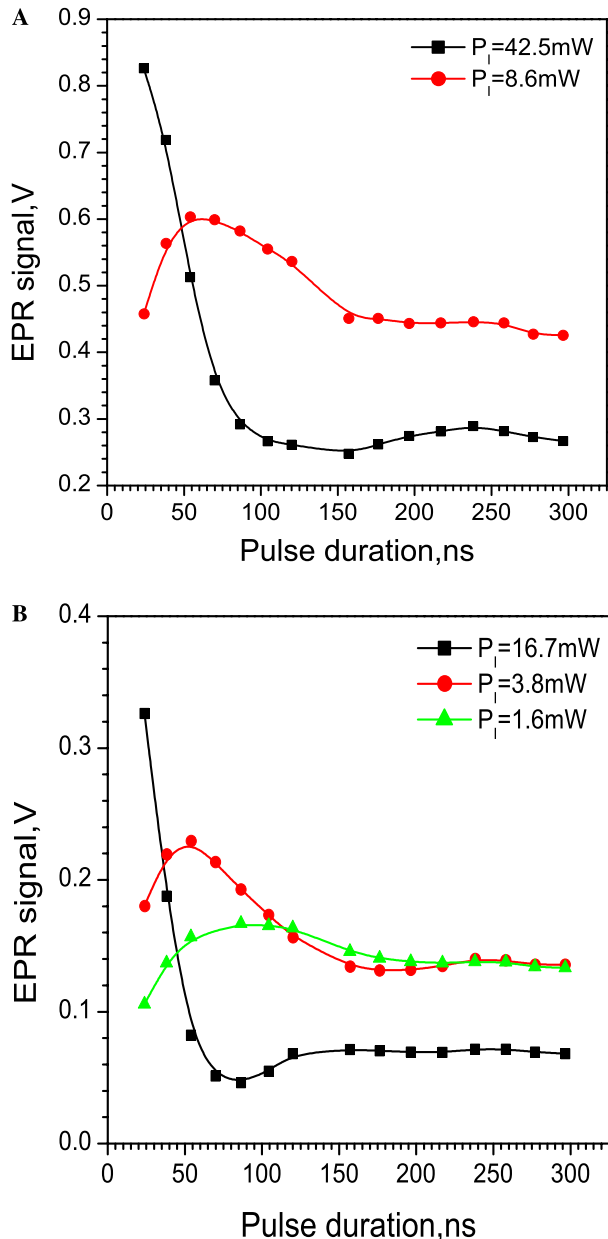 A
0.9
0.8
0.7
0.6
0.5
0.4
0.3
0.2
EPR signal,V
P_l=42.5mW
P_l=8.6mW
0 50 100 150 200 250 300
Pulse duration,ns
B
0.4
0.3
0.2
0.1
0.0
EPR signal,V
P_l=16.7mW
P_l=3.8mW
P_l=1.6mW
0 50 100 150 200 250 300
Pulse duration,ns